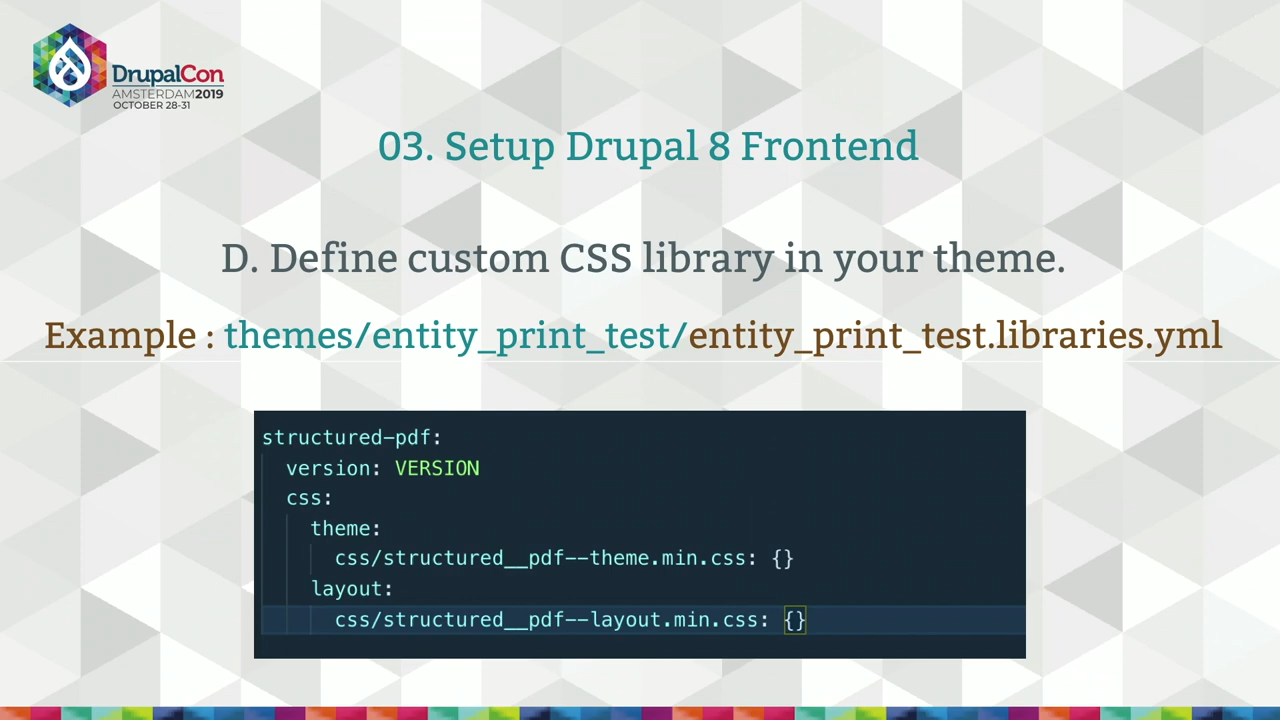 DrupalCon
AMSTERDAM2019
OCTOBER 28-31
03. Setup Drupal 8 Frontend
D. Define custom CSS library in your theme.
Example : themes/entity_print_test/entity_print_test.libraries.yml
structured-pdf:
  version: VERSION
  css:
    theme:
      css/structured__pdf--theme.min.css: {}
    layout:
      css/structured__pdf--layout.min.css: {}